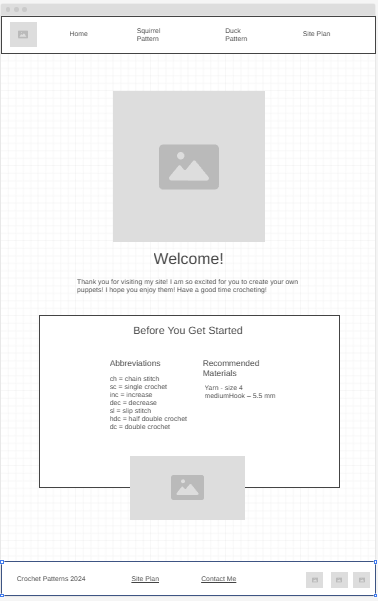 Home
Squirrel
Pattern
Duck
Pattern
Site Plan
Welcome!
Thank you for visiting my site! I am so excited for you to create your own
puppets! I hope you enjoy them! Have a good time crocheting!
Before You Get Started
Abbreviations
ch = chain stitch
sc = single crochet
inc = increase
dec = decrease
sl = slip stitch
hdc = half double crochet
dc = double crochet
Recommended
Materials
Yarn - size 4
mediumHook – 5.5 mm
Crochet Patterns 2024
Site Plan
Contact Me